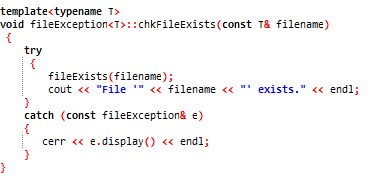 template<typename T>
void fileException<T>::chkFileExists(const T& filename)
{
try
{
fileExists(filename);
cout << "File '" << filename << "' exists." << endl;
}
catch (const fileException& e)
{
cerr << e.display() << endl;
}
}